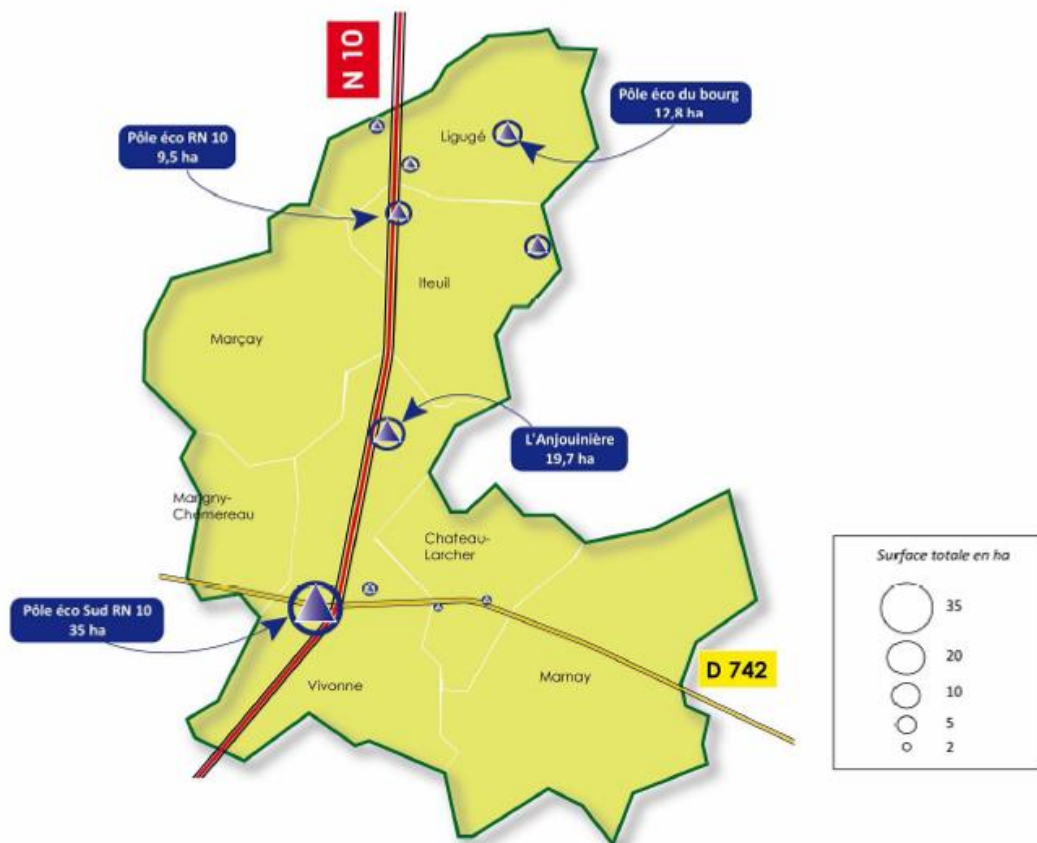 N 10
Pôle éco du bourg
12,8 ha
Ligugé
Pôle éco RN 10
9,5 ha
Iteuil
Marçay
L'Anjouinière
19,7 ha
Marigny-
Chemereau
Chateau-
Larcher
Surface totale en ha
35
20
10
5
2
Pôle éco Sud RN 10
35 ha
D 742
Vivonne
Marnay